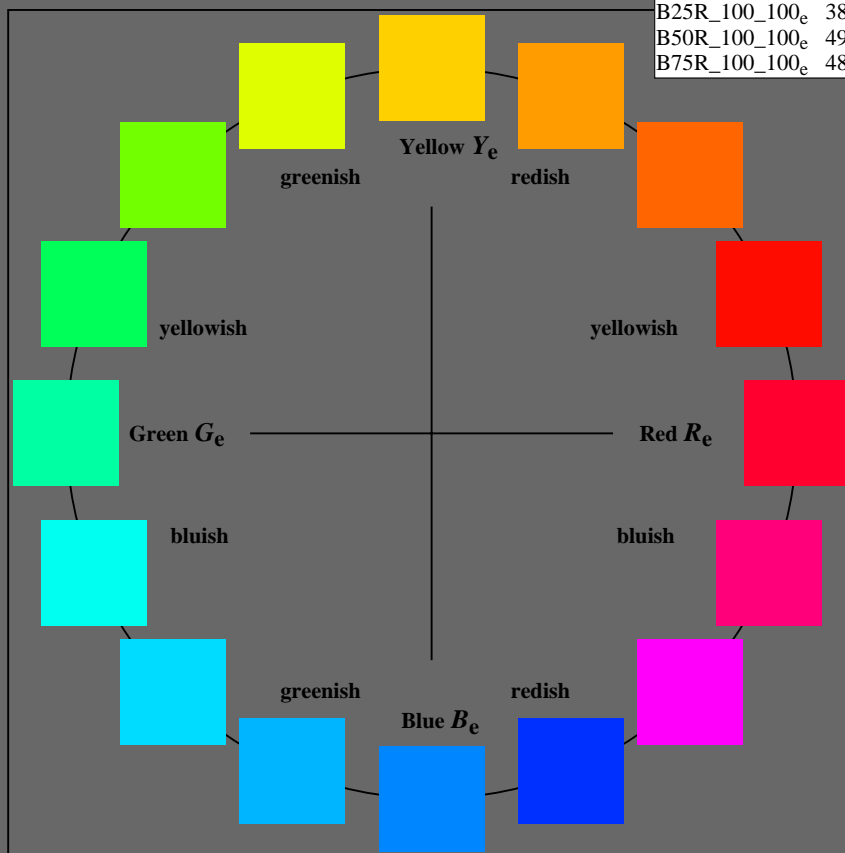 B25R_100_100e 38
B50R_100_100e 49
B75R_100_100e 48
Yellow Ye
greenish redish
yellowish yellowish
Green Ge Red Re
bluish bluish
greenish redish
Blue Be